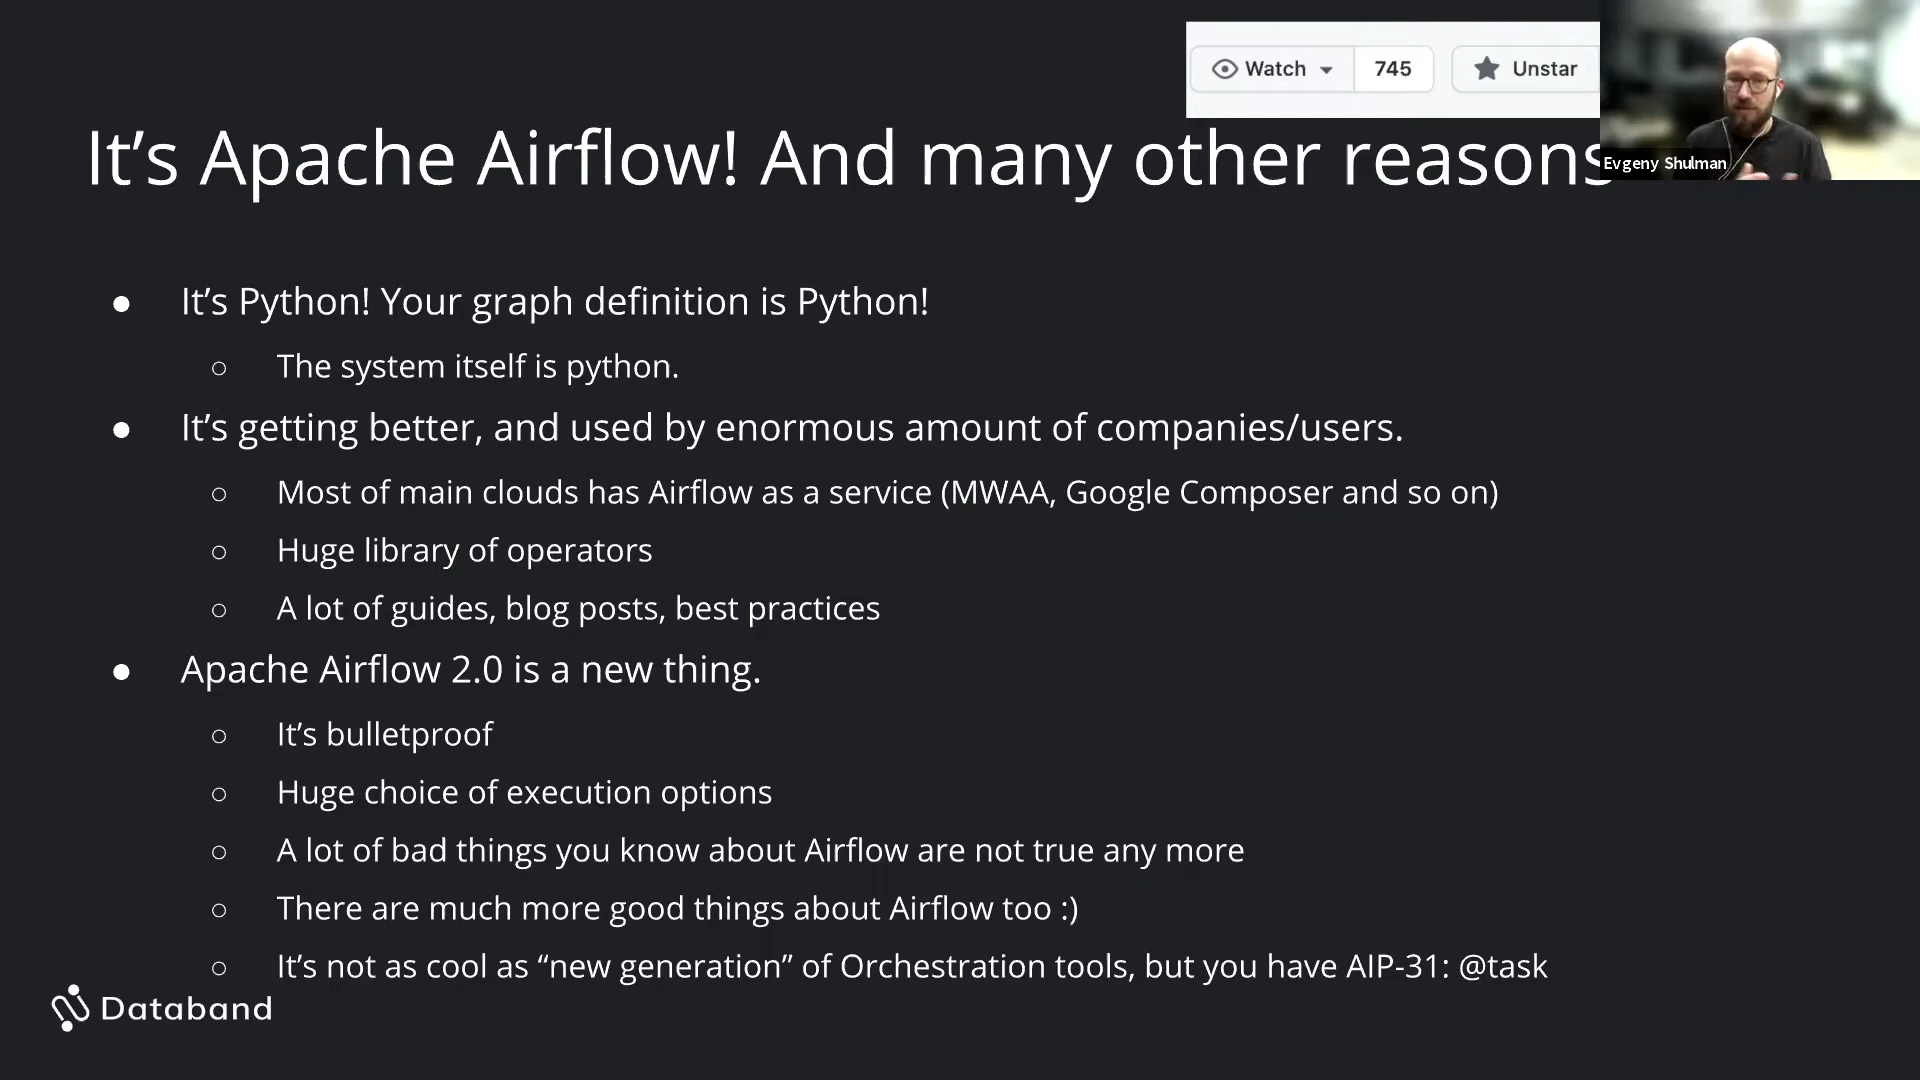 Watch 745 Unstar
Evgeny Shulman
It’s Apache Airflow! And many other reasons
● It’s Python! Your graph definition is Python!
○ The system itself is python.
● It’s getting better, and used by enormous amount of companies/users.
○ Most of main clouds has Airflow as a service (MWAA, Google Composer and so on)
○ Huge library of operators
○ A lot of guides, blog posts, best practices
● Apache Airflow 2.0 is a new thing.
○ It’s bulletproof
○ Huge choice of execution options
○ A lot of bad things you know about Airflow are not true any more
○ There are much more good things about Airflow too :)
○ It’s not as cool as “new generation” of Orchestration tools, but you have AIP-31: @task
Databand